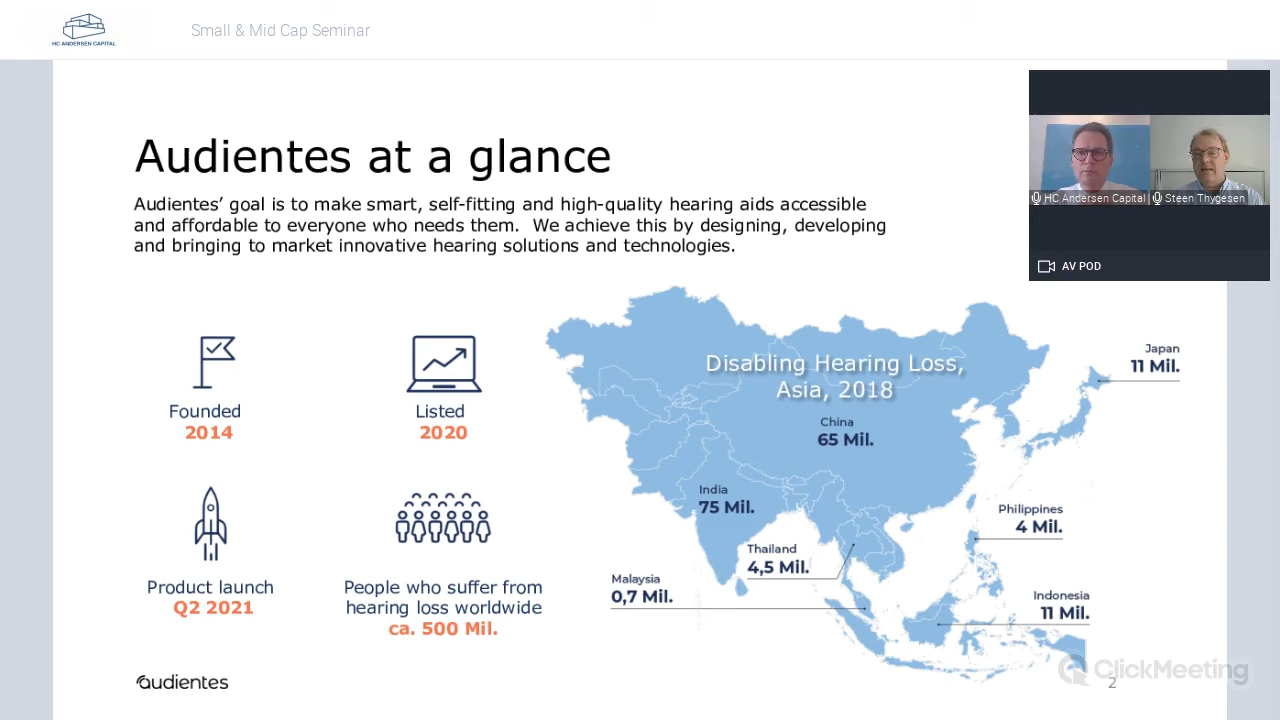 HC ANDERSEN CAPITAL
Small & Mid Cap Seminar
Audientes at a glance
Audientes’ goal is to make smart, self-fitting and high-quality hearing aids accessible
and affordable to everyone who needs them.  We achieve this by designing, developing
and bringing to market innovative hearing solutions and technologies.
HC Andersen Capital
Steen Thygesen
AV POD
Founded
2014
Listed
2020
Product launch
Q2 2021
People who suffer from
hearing loss worldwide
ca. 500 Mil.
Disabling Hearing Loss,
Asia, 2018
China
65 Mil.
Japan
11 Mil.
India
75 Mil.
Philippines
4 Mil.
Thailand
4,5 Mil.
Malaysia
0,7 Mil.
Indonesia
11 Mil.
audientes
ClickMeeting
2